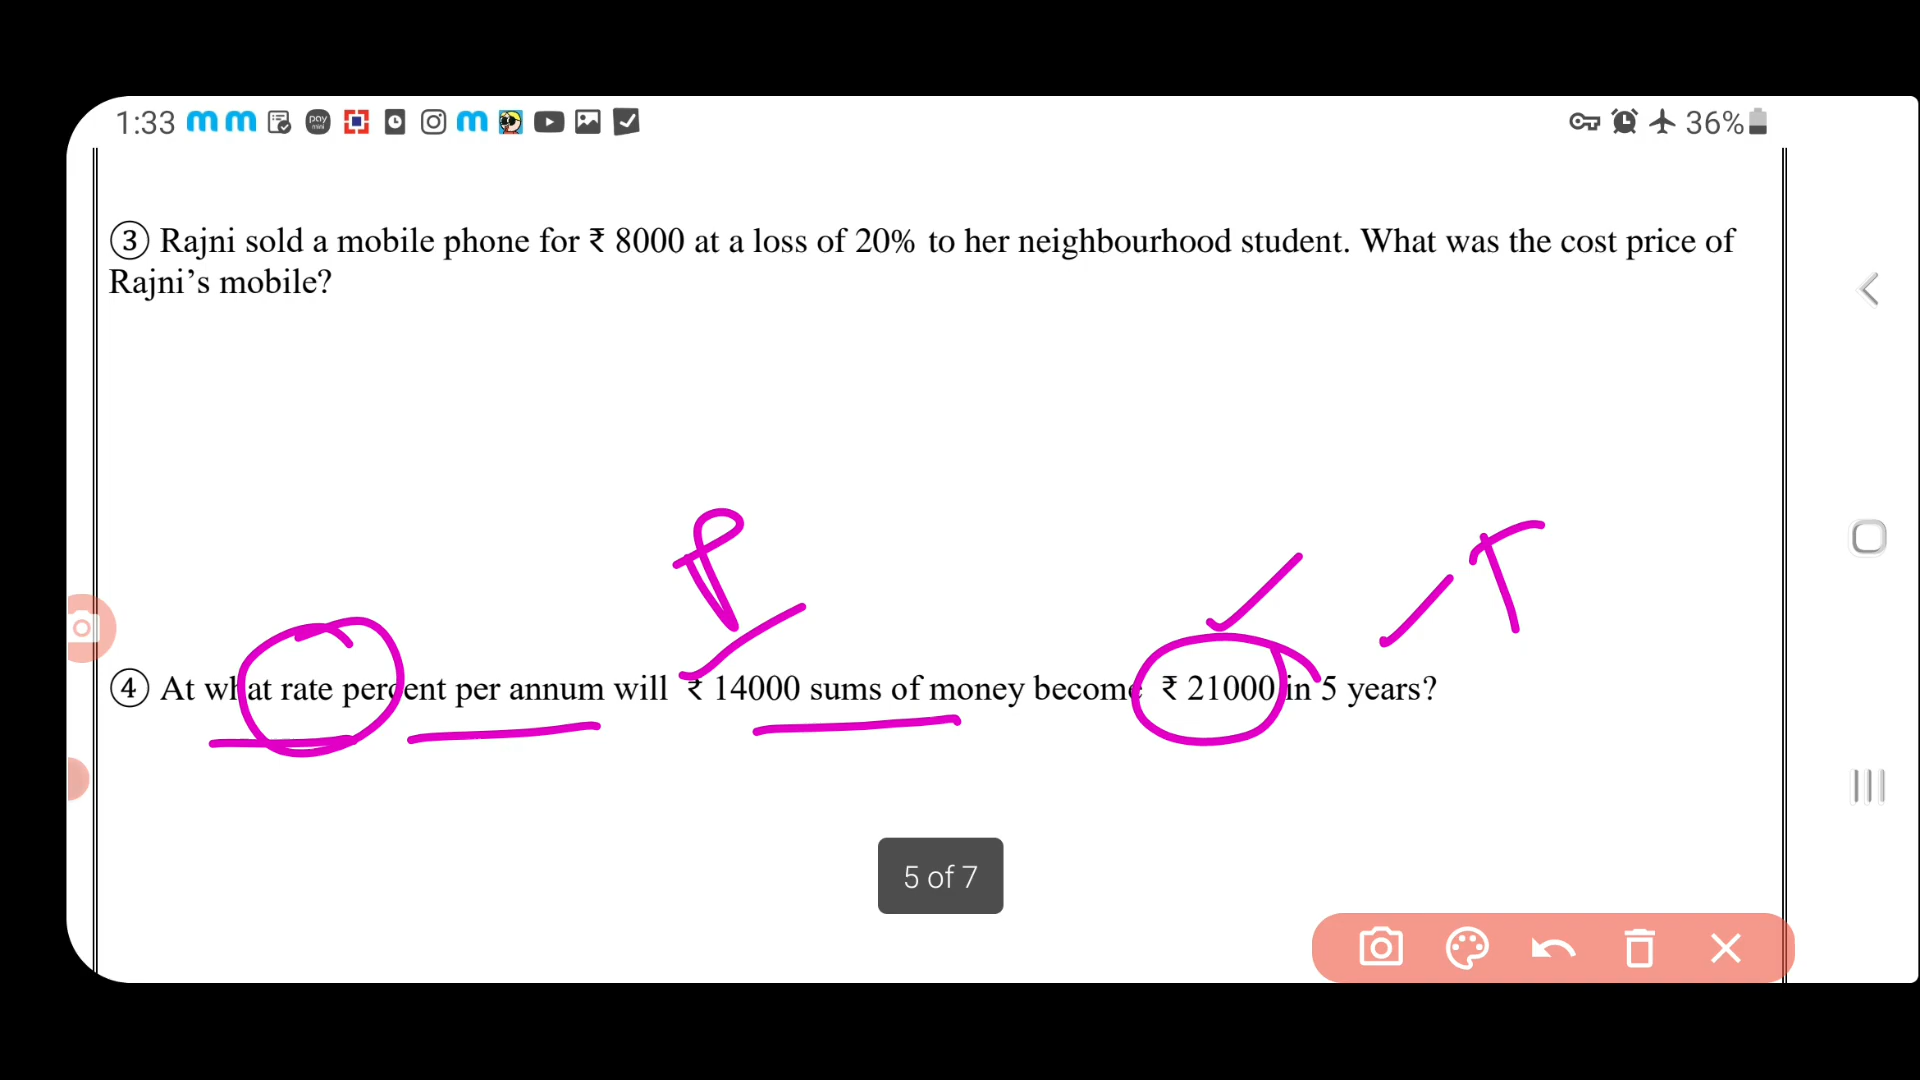 1:33 pay 36%
③ Rajni sold a mobile phone for ₹ 8000 at a loss of 20% to her neighbourhood student. What was the cost price of
Rajni’s mobile?
P T
④ At what rate percent per annum will ₹ 14000 sums of money become ₹ 21000 in 5 years?
5 of 7